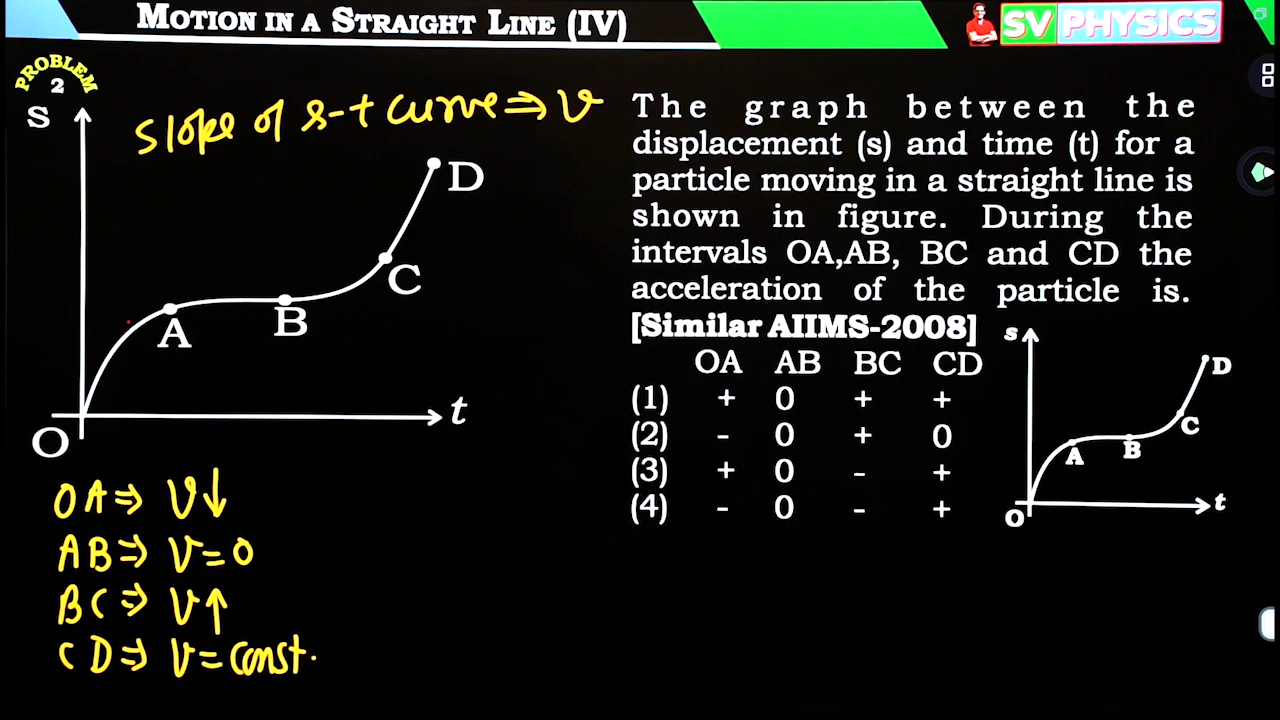 MOTION IN A STRAIGHT LINE (IV)
SV PHYSICS
PROBLEM
2
S
slope of s-t curve ⇒ v
D
C
A
B
t
O
OA ⇒ v↓
AB ⇒ v = 0
BC ⇒ v↑
CD ⇒ v = const.
The graph between the
displacement (s) and time (t) for a
particle moving in a straight line is
shown in figure. During the
intervals OA,AB, BC and CD the
acceleration of the particle is.
[Similar AIIMS-2008]
OA AB BC CD
(1) + 0 + +
(2) - 0 + 0
(3) + 0 - +
(4) - 0 - +
s
D
C
A
B
t
O